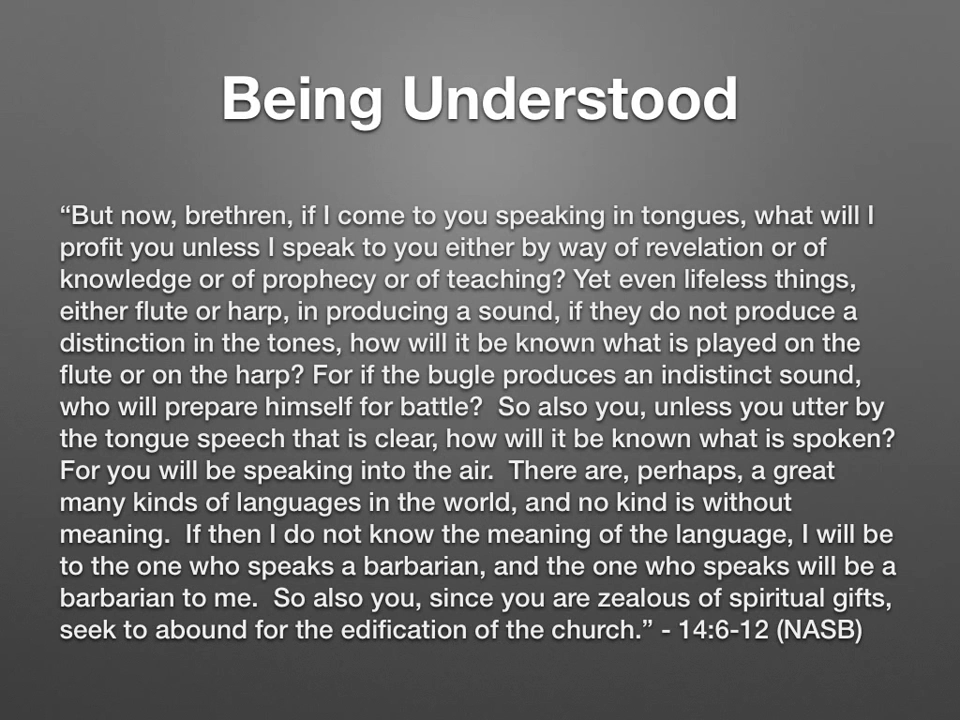 Being Understood
“But now, brethren, if I come to you speaking in tongues, what will I
profit you unless I speak to you either by way of revelation or of
knowledge or of prophecy or of teaching? Yet even lifeless things,
either flute or harp, in producing a sound, if they do not produce a
distinction in the tones, how will it be known what is played on the
flute or on the harp? For if the bugle produces an indistinct sound,
who will prepare himself for battle?  So also you, unless you utter by
the tongue speech that is clear, how will it be known what is spoken?
For you will be speaking into the air.  There are, perhaps, a great
many kinds of languages in the world, and no kind is without
meaning.  If then I do not know the meaning of the language, I will be
to the one who speaks a barbarian, and the one who speaks will be a
barbarian to me.  So also you, since you are zealous of spiritual gifts,
seek to abound for the edification of the church.” - 14:6-12 (NASB)